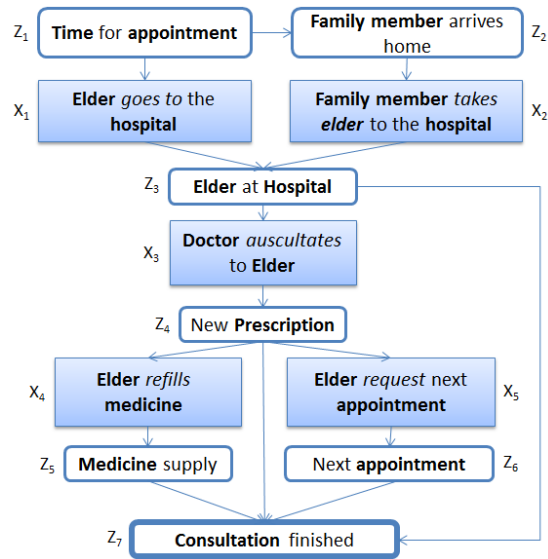 Z1
Time for appointment
Family member arrives
home
Z2
X1
Elder goes to the
hospital
Family member takes
elder to the hospital
X2
Z3
Elder at Hospital
X3
Doctor auscultates
to Elder
Z4
New Prescription
X4
Elder refills
medicine
Elder request next
appointment
X5
Z5
Medicine supply
Next appointment
Z6
Z7
Consultation finished